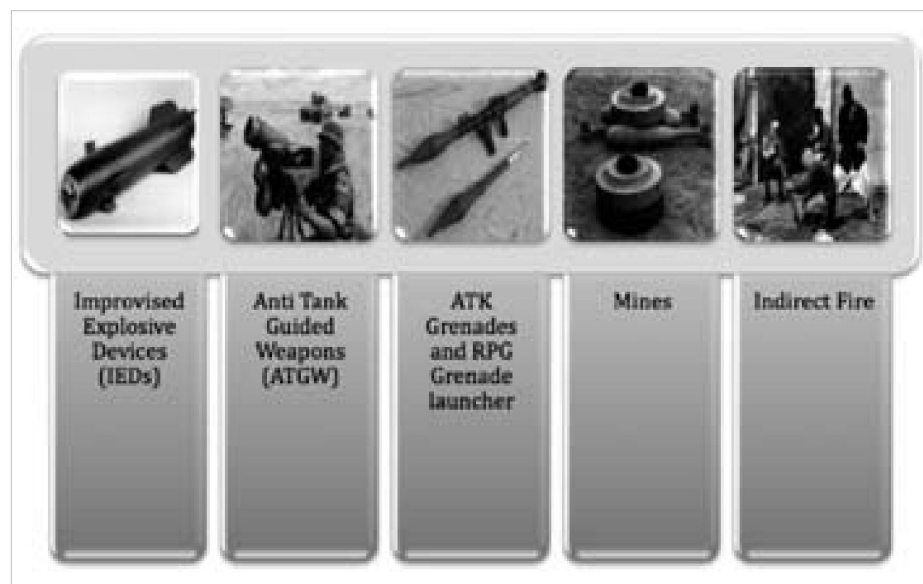 Improvised
Explosive
Devices
(IEDs)
Anti Tank
Guided
Weapons
(ATGW)
ATK
Grenades
and RPG
Grenade
launcher
Mines
Indirect Fire